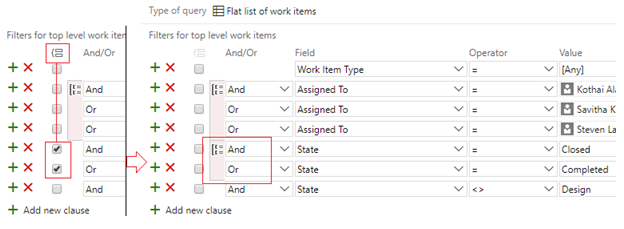 Type of query Flat list of work items
Filters for top level work iten
And/Or
And
Or
Or
And
Or
And
+ Add new clause
Filters for top level work items
And/Or Field Operator Value
Work Item Type = [Any]
And Assigned To = Kothai Ala
Or Assigned To = Savitha K
Or Assigned To = Steven La
And State = Closed
Or State = Completed
And State <> Design
+ Add new clause